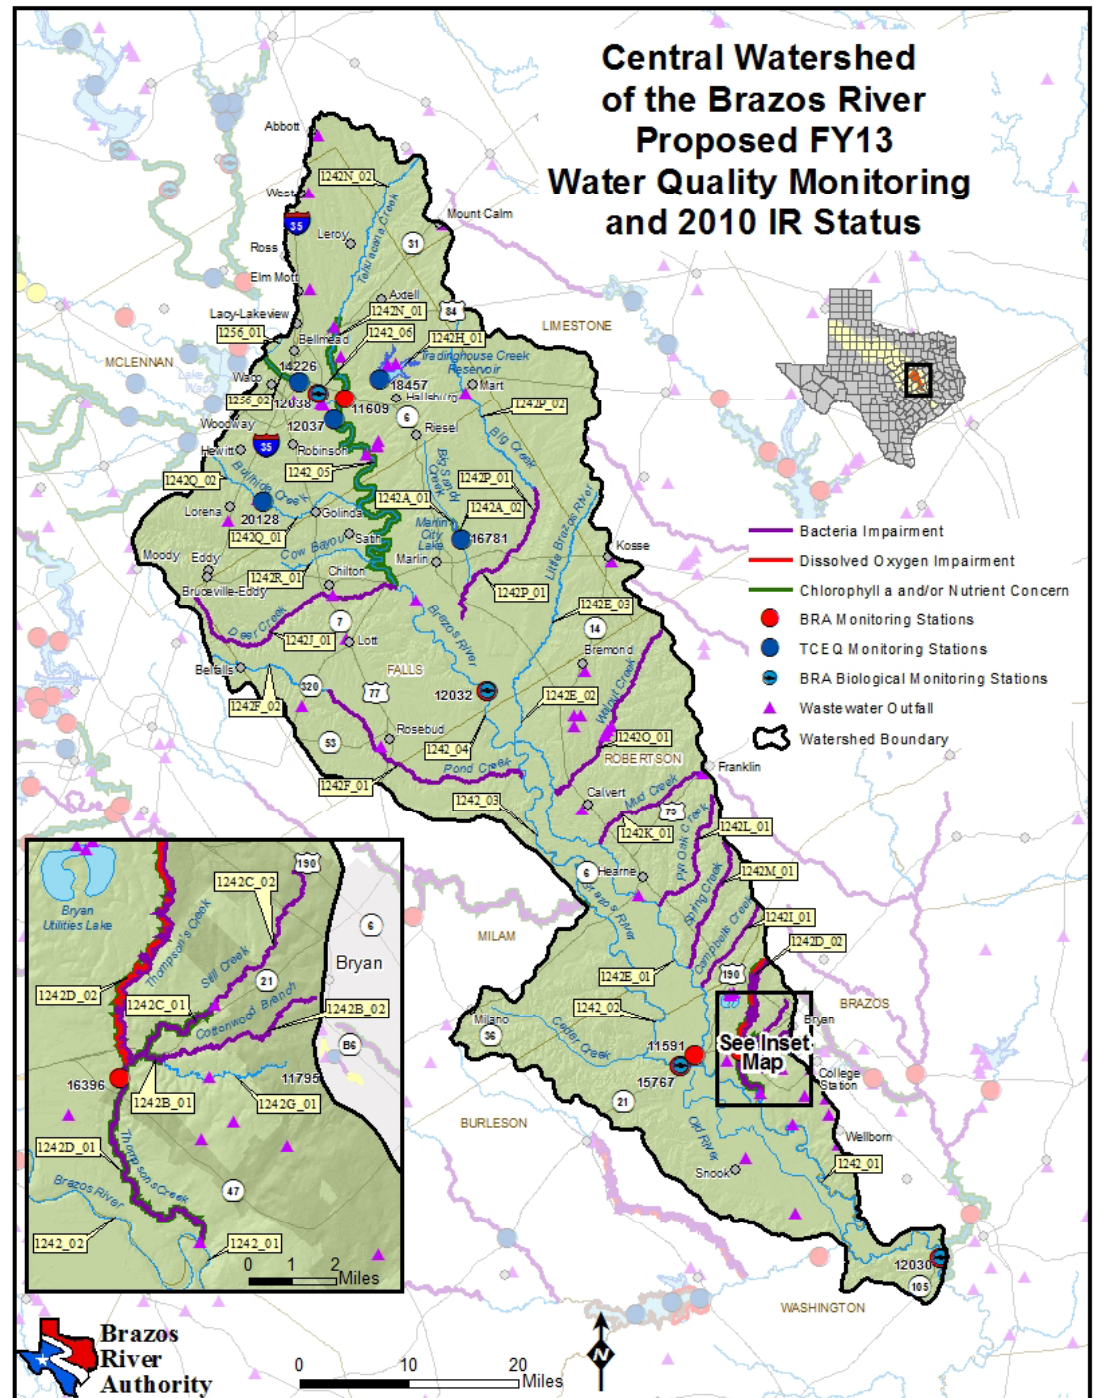 Central Watershed
of the Brazos River
Proposed FY13
Water Quality Monitoring
and 2010 IR Status
Abbott
1242N_02
West
35
Tehuacana Creek
Mount Calm
Leroy
31
Ross
Elm Mott
Axtell
84
Lacy-Lakeview
1242N_01
LIMESTONE
1256_01
Bellmead
1242_06
1242H_01
MCLENNAN
14226
Tradinghouse Creek
Reservoir
Lake
Waco
Waco
18457
Mart
1256_02
12038
11609
Hallsburg
1242P_02
Woodway
12037
6
Riesel
Hewitt
35
Robinson
Big Creek
1242Q_02
Bullhide Creek
1242_05
Big Sandy
Creek
1242P_01
Lorena
1242A_01
1242A_02
20128
Golinda
Marlin
City
Lake
16781
1242Q_01
Cow Bayou
Satin
Little Brazos River
Kosse
Moody
Eddy
Marlin
Bruceville-Eddy
1242R_01
Chilton
1242P_01
1242E_03
Deer Creek
1242J_01
7
Lott
Brazos River
14
Bremond
Belfalls
FALLS
320
77
12032
1242E_02
Walnut Creek
1242F_02
53
Rosebud
1242_04
1242O_01
ROBERTSON
Pond Creek
Franklin
1242F_01
1242_03
Calvert
Mud Creek
79
1242K_01
1242L_01
Pin Oak Creek
6
Hearne
1242M_01
Spring Creek
Brazos River
1242I_01
MILAM
Campbells Creek
1242D_02
1242E_01
190
1242_02
BRAZOS
Milano
36
Cedar Creek
Bryan
11591
See Inset
Map
15767
College
Station
21
BURLESON
Old River
Wellborn
Snook
1242_01
12030
105
WASHINGTON
Bacteria Impairment
Dissolved Oxygen Impairment
Chlorophyll a and/or Nutrient Concern
BRA Monitoring Stations
TCEQ Monitoring Stations
BRA Biological Monitoring Stations
Wastewater Outfall
Watershed Boundary
190
1242C_02
Bryan
Utilities Lake
6
Thompson's Creek
Still Creek
Bryan
21
1242D_02
1242C_01
Cottonwood Branch
1242B_02
B6
16396
11795
1242B_01
1242G_01
1242D_01
Thompsons Creek
Brazos River
47
1242_02
1242_01
0 1 2
Miles
Brazos
River
Authority
0 10 20
Miles
N